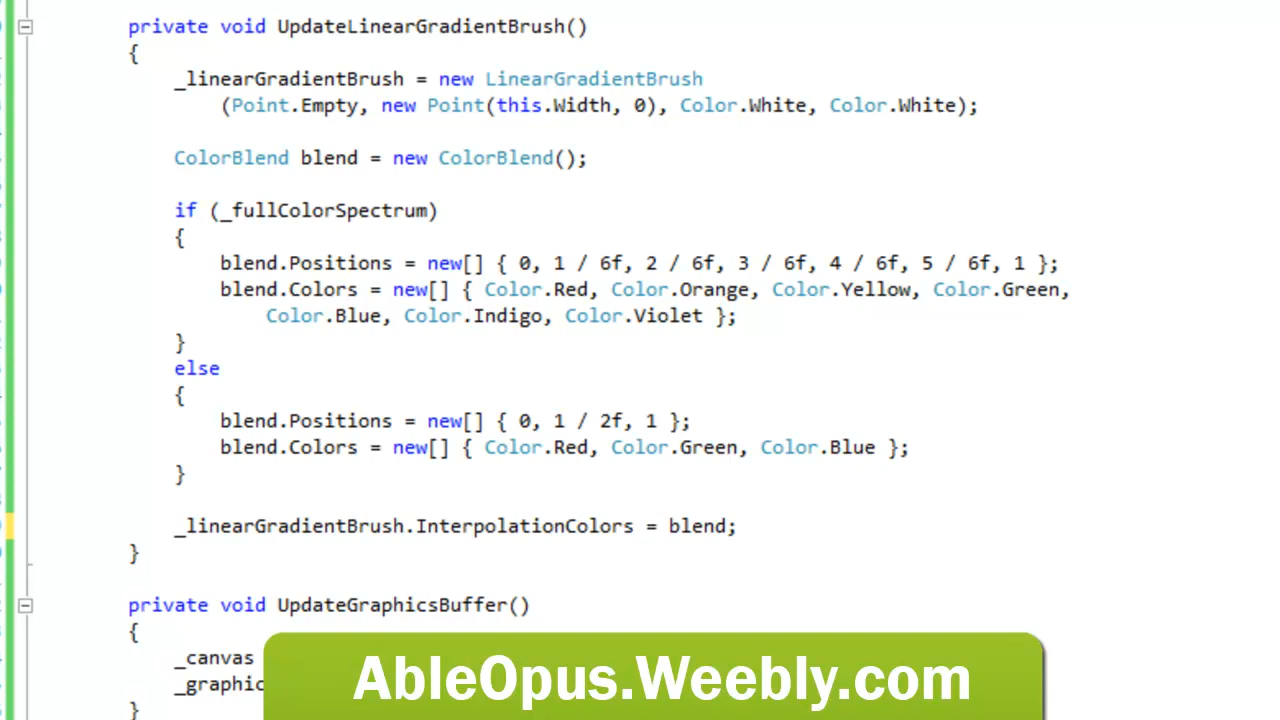 private void UpdateLinearGradientBrush()
{
_linearGradientBrush = new LinearGradientBrush
(Point.Empty, new Point(this.Width, 0), Color.White, Color.White);
ColorBlend blend = new ColorBlend();
if (_fullColorSpectrum)
{
blend.Positions = new[] { 0, 1 / 6f, 2 / 6f, 3 / 6f, 4 / 6f, 5 / 6f, 1 };
blend.Colors = new[] { Color.Red, Color.Orange, Color.Yellow, Color.Green,
Color.Blue, Color.Indigo, Color.Violet };
}
else
{
blend.Positions = new[] { 0, 1 / 2f, 1 };
blend.Colors = new[] { Color.Red, Color.Green, Color.Blue };
}
_linearGradientBrush.InterpolationColors = blend;
}
private void UpdateGraphicsBuffer()
{
_canvas
_graphic
}
AbleOpus.Weebly.com